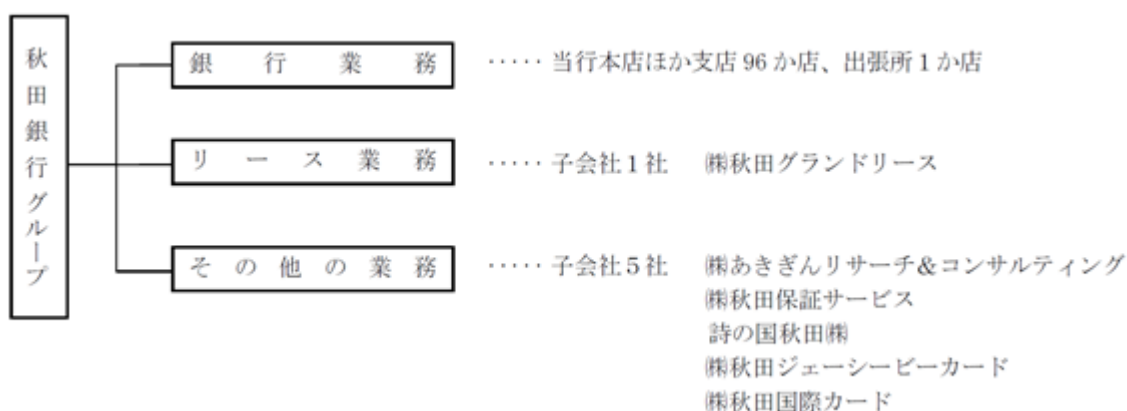 秋田銀行グループ
銀行業務 ‥‥‥ 当行本店ほか支店 96 か店、出張所 1 か店
リース業務 ‥‥‥ 子会社 1 社 ㈱秋田グランドリース
その他の業務 ‥‥‥ 子会社 5 社 ㈱あきぎんリサーチ&コンサルティング
㈱秋田保証サービス
詩の国秋田㈱
㈱秋田ジェーシービーカード
㈱秋田国際カード